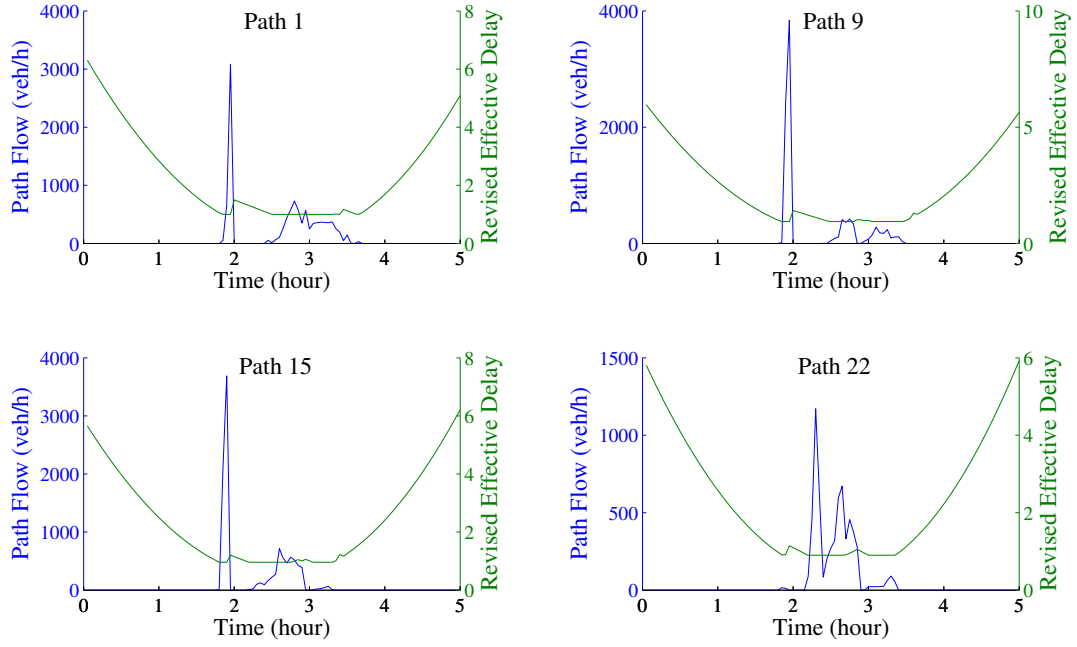 Path 1
Path Flow (veh/h)
4000
3000
2000
1000
0
8
6
4
2
0
Revised Effective Delay
0 1 2 3 4 5
Time (hour)
Path 9
Path Flow (veh/h)
4000
2000
0
10
5
0
Revised Effective Delay
0 1 2 3 4 5
Time (hour)
Path 15
Path Flow (veh/h)
4000
3000
2000
1000
0
8
6
4
2
0
Revised Effective Delay
0 1 2 3 4 5
Time (hour)
Path 22
Path Flow (veh/h)
1500
1000
500
0
6
4
2
0
Revised Effective Delay
0 1 2 3 4 5
Time (hour)